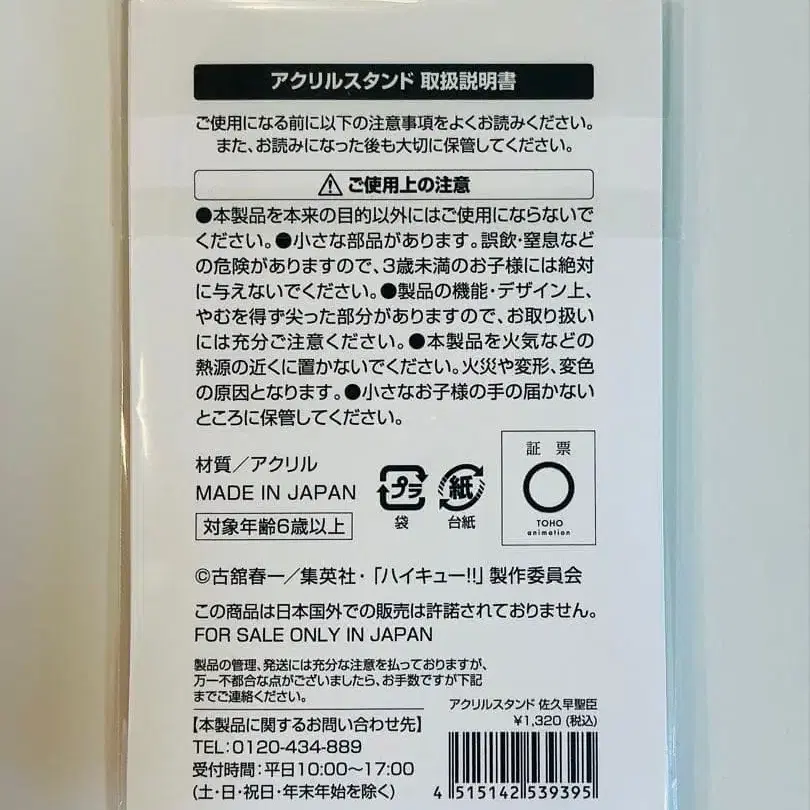 アクリルスタンド 取扱説明書
ご使用になる前に以下の注意事項をよくお読みください。
また、お読みになった後も大切に保管してください。
⚠ ご使用上の注意
●本製品を本来の目的以外にはご使用にならないで
ください。●小さな部品があります。誤飲・窒息など
の危険がありますので、3歳未満のお子様には絶対
に与えないでください。●製品の機能・デザイン上、
やむを得ず尖った部分がありますので、お取り扱い
には充分ご注意ください。●本製品を火気などの
熱源の近くに置かないでください。火災や変形、変色
の原因となります。●小さなお子様の手の届かない
ところに保管してください。
材質／アクリル
MADE IN JAPAN
対象年齢6歳以上
プラ
袋
紙
台紙
証票
TOHO
animation
©古舘春一／集英社・「ハイキュー!!」製作委員会
この商品は日本国外での販売は許諾されておりません。
FOR SALE ONLY IN JAPAN
製品の管理、発送には充分な注意を払っておりますが、
万一不都合な点がございましたら、お手数ですが下記
までご連絡ください。
【本製品に関するお問い合わせ先】
TEL:0120-434-889
受付時間:平日10:00～17:00
(土・日・祝日・年末年始を除く)
アクリルスタンド 佐久早聖臣
¥1,320(税込)
4 515142 539395